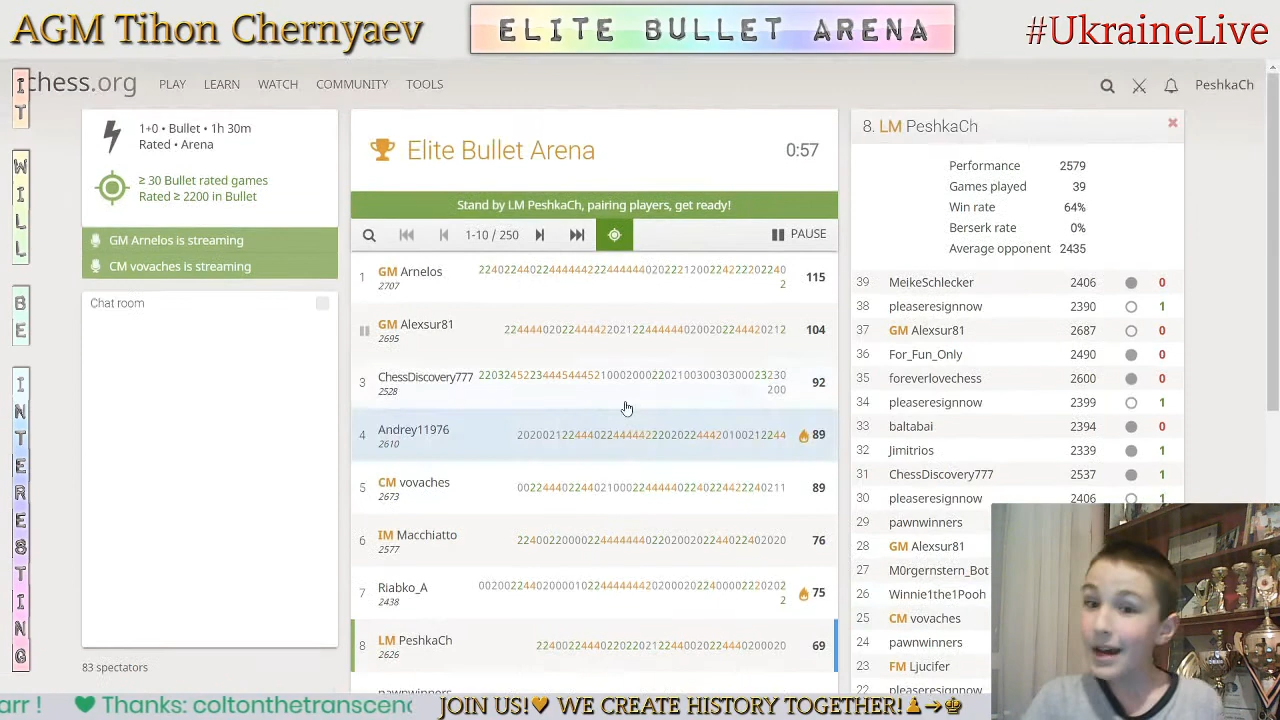 AGM Tihon Chernyaev
ELITE BULLET ARENA
#UkraineLive
IT WILL BE INTERESTING
chess.org
PLAY
LEARN
WATCH
COMMUNITY
TOOLS
PeshkaCh
1+0 • Bullet • 1h 30m
Rated • Arena
≥ 30 Bullet rated games
Rated ≥ 2200 in Bullet
GM Arnelos is streaming
CM vovaches is streaming
Chat room
83 spectators
Elite Bullet Arena
0:57
Stand by LM PeshkaCh, pairing players, get ready!
1-10 / 250
PAUSE
1 GM Arnelos 115
2707
GM Alexsur81 104
2695
3 ChessDiscovery777 92
2528
4 Andrey11976 89
2610
5 CM vovaches 89
2673
6 IM Macchiatto 76
2577
7 Riabko_A 75
2438
8 LM PeshkaCh 69
2626
8. LM PeshkaCh
Performance 2579
Games played 39
Win rate 64%
Berserk rate 0%
Average opponent 2435
39 MeikeSchlecker 2406 0
38 pleaseresignnow 2390 1
37 GM Alexsur81 2687 0
36 For_Fun_Only 2490 0
35 foreverlovechess 2600 0
34 pleaseresignnow 2399 1
33 baltabai 2394 0
32 Jimitrios 2339 1
31 ChessDiscovery777 2537 1
30 pleaseresignnow 2406 1
29 pawnwinners
28 GM Alexsur81
27 M0rgernstern_Bot
26 Winnie1the1Pooh
25 CM vovaches
24 pawnwinners
23 FM Ljucifer
22 pleaseresignnow
arr !
Thanks: coltonthetranscend
JOIN US! WE CREATE HISTORY TOGETHER!